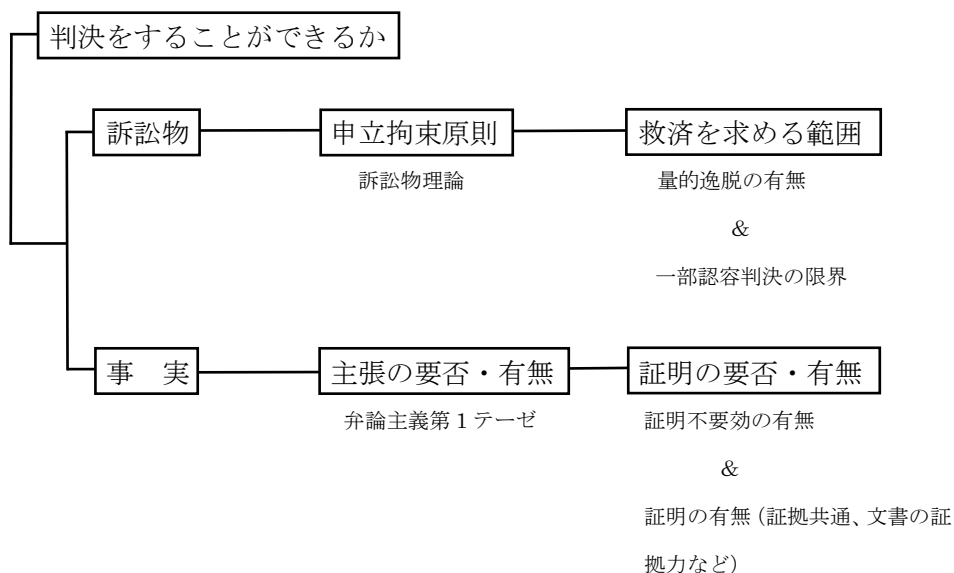 判決をすることができるか
訴訟物
申立拘束原則
救済を求める範囲
訴訟物理論
量的逸脱の有無
&
一部認容判決の限界
事　実
主張の要否・有無
証明の要否・有無
弁論主義第1テーゼ
証明不要効の有無
&
証明の有無（証拠共通、文書の証
拠力など）